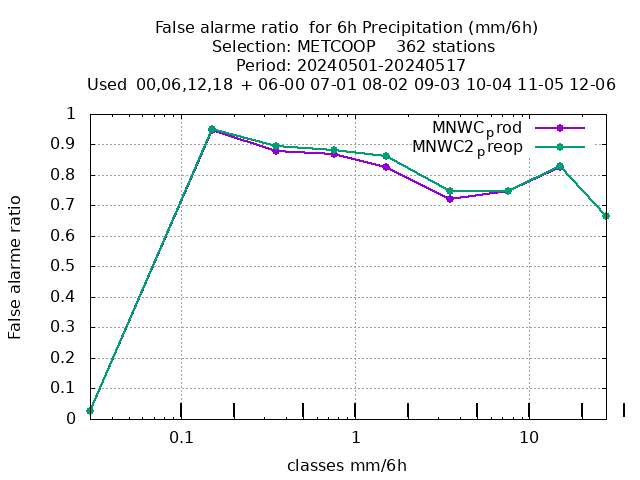 False alarme ratio  for 6h Precipitation (mm/6h)
Selection: METCOOP    362 stations
Period: 20240501-20240517
Used  00,06,12,18  + 06-00 07-01 08-02 09-03 10-04 11-05 12-06
MNWCprod
MNWC2preop
1
0.9
0.8
0.7
0.6
0.5
0.4
0.3
0.2
0.1
0
False alarme ratio
0.1
1
10
classes mm/6h